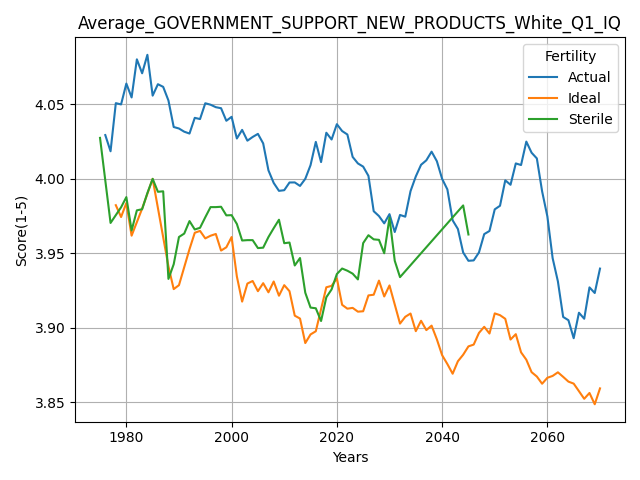 Average_GOVERNMENT_SUPPORT_NEW_PRODUCTS_White_Q1_IQ
Fertility
Actual
Ideal
Sterile
Score(1-5)
4.05
4.00
3.95
3.90
3.85
1980
2000
2020
2040
2060
Years